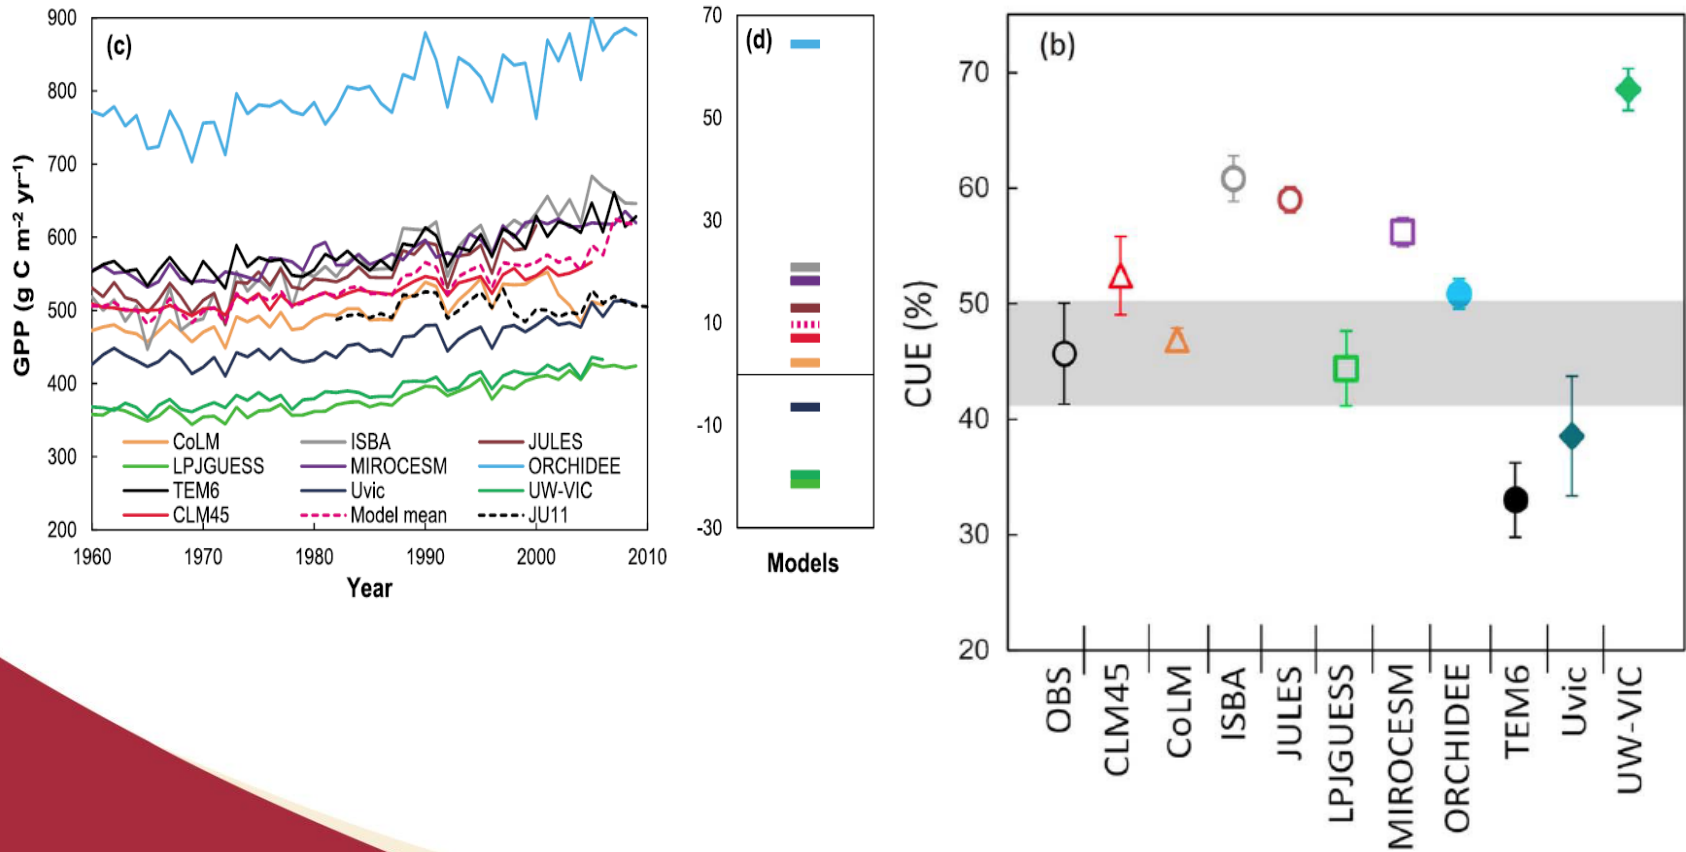 (c)
GPP (g C m⁻² yr⁻¹)
900
800
700
600
500
400
300
200
CoLM ISBA JULES
LPJGUESS MIROCESM ORCHIDEE
TEM6 Uvic UW-VIC
CLM45 Model mean JU11
1960 1970 1980 1990 2000 2010
Year
(d)
70
50
30
10
-10
-30
Models
(b)
CUE (%)
70
60
50
40
30
20
OBS
CLM45
CoLM
ISBA
JULES
LPJGUESS
MIROCESM
ORCHIDEE
TEM6
Uvic
UW-VIC